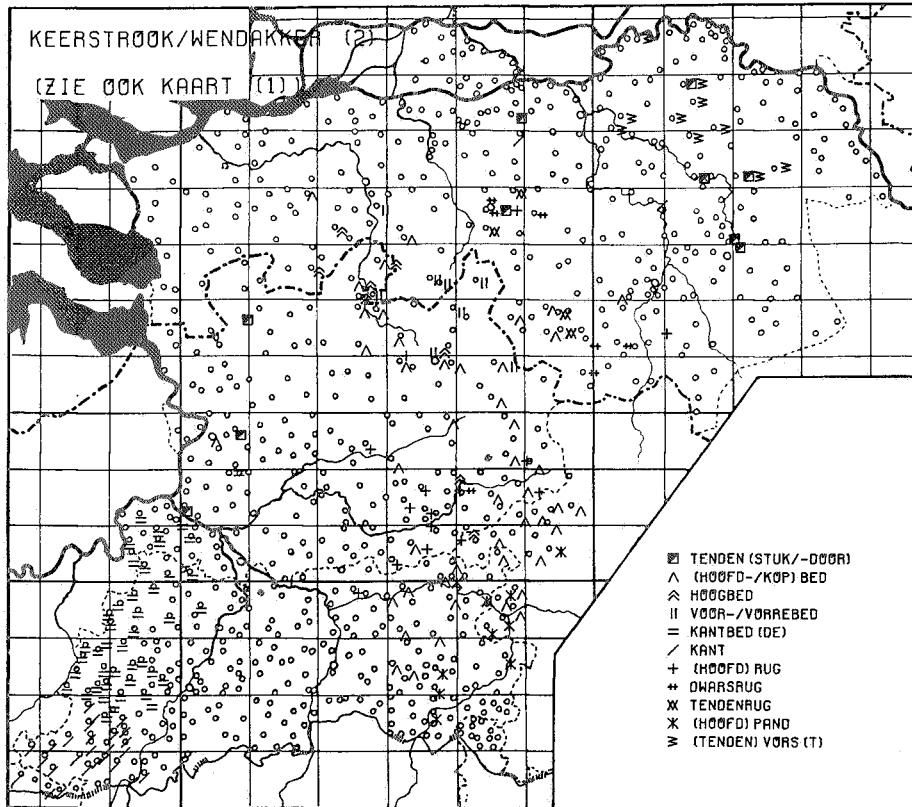 KEERSTROOK/WENDAKKER (2)
(ZIE OOK KAART (1)
TENDEN (STUK/-DOOR)
(HOOFD-/KOP) BED
HOOGBED
VOOR-/VORREBED
KANTBED (DE)
KANT
(HOOFD) RUG
DWARSRUG
TENDENRUG
(HOOFD) PAND
(TENDEN) VORS (T)